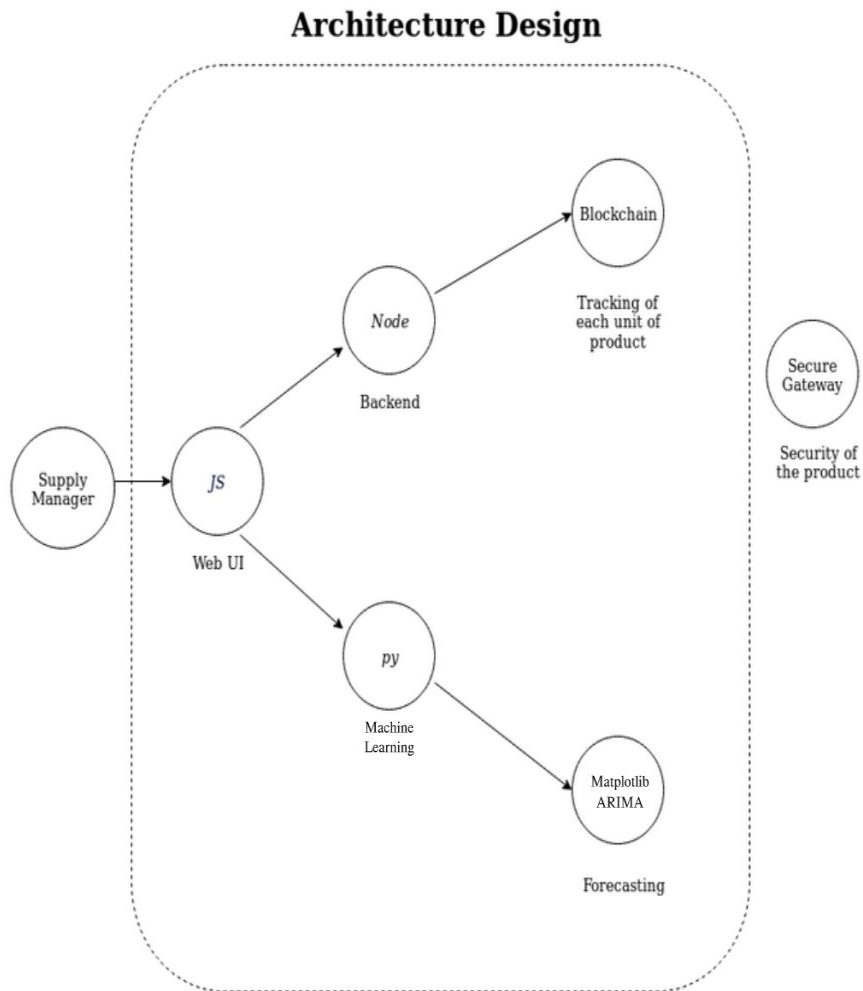 Architecture Design
Blockchain
Tracking of
each unit of
product
Node
Backend
Secure
Gateway
Security of
the product
Supply
Manager
JS
Web UI
py
Machine
Learning
Matplotlib
ARIMA
Forecasting